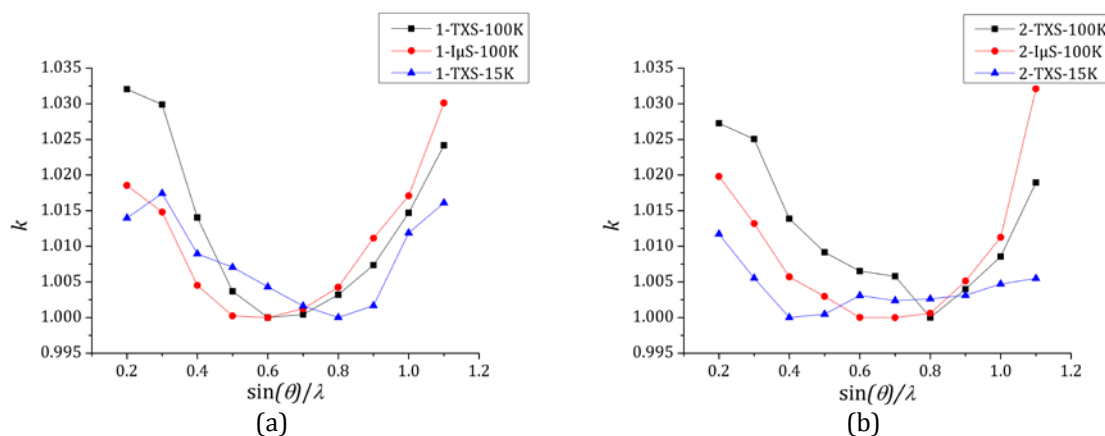 1-TXS-100K
1-IμS-100K
1-TXS-15K
1.035
1.030
1.025
1.020
1.015
1.010
1.005
1.000
0.995
k
0.2 0.4 0.6 0.8 1.0 1.2
sin(θ)/λ
(a)
2-TXS-100K
2-IμS-100K
2-TXS-15K
1.035
1.030
1.025
1.020
1.015
1.010
1.005
1.000
0.995
k
0.2 0.4 0.6 0.8 1.0 1.2
sin(θ)/λ
(b)